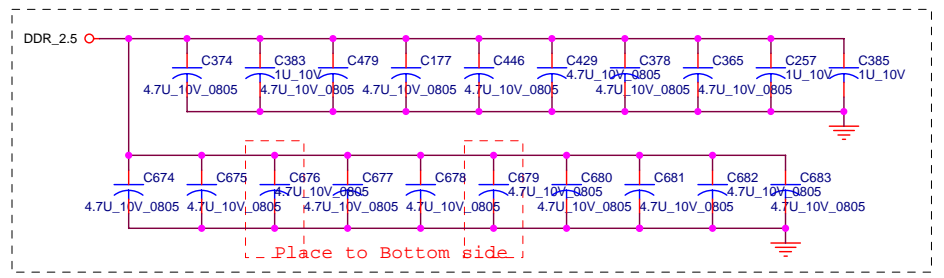 DDR_2.5
C374 C383 C479 C177 C446 C429 C378 C365 C257 C385
1U_10V 4.7U_10V_0805 1U_10V 1U_10V
4.7U_10V_0805 4.7U_10V_0805 4.7U_10V_0805 4.7U_10V_0805 4.7U_10V_0805 4.7U_10V_0805
C674 C675 C676 C677 C678 C679 C680 C681 C682 C683
4.7U_10V_0805 4.7U_10V_0805 4.7U_10V_0805
4.7U_10V_0805 4.7U_10V_0805 4.7U_10V_0805 4.7U_10V_0805 4.7U_10V_0805 4.7U_10V_0805 4.7U_10V_0805
Place to Bottom side